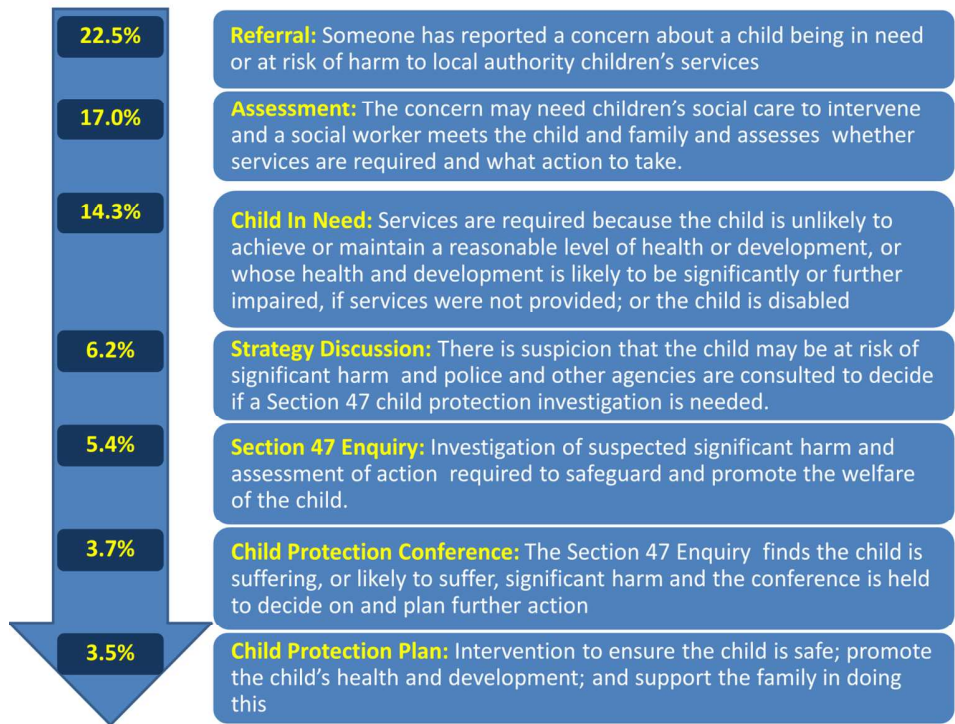 22.5%
Referral: Someone has reported a concern about a child being in need
or at risk of harm to local authority children's services
17.0%
Assessment: The concern may need children's social care to intervene
and a social worker meets the child and family and assesses  whether
services are required and what action to take.
14.3%
Child In Need: Services are required because the child is unlikely to
achieve or maintain a reasonable level of health or development, or
whose health and development is likely to be significantly or further
impaired, if services were not provided; or the child is disabled
6.2%
Strategy Discussion: There is suspicion that the child may be at risk of
significant harm  and police and other agencies are consulted to decide
if a Section 47 child protection investigation is needed.
5.4%
Section 47 Enquiry: Investigation of suspected significant harm and
assessment of action  required to safeguard and promote the welfare
of the child.
3.7%
Child Protection Conference: The Section 47 Enquiry  finds the child is
suffering, or likely to suffer, significant harm and the conference is held
to decide on and plan further action
3.5%
Child Protection Plan: Intervention to ensure the child is safe; promote
the child's health and development; and support the family in doing
this